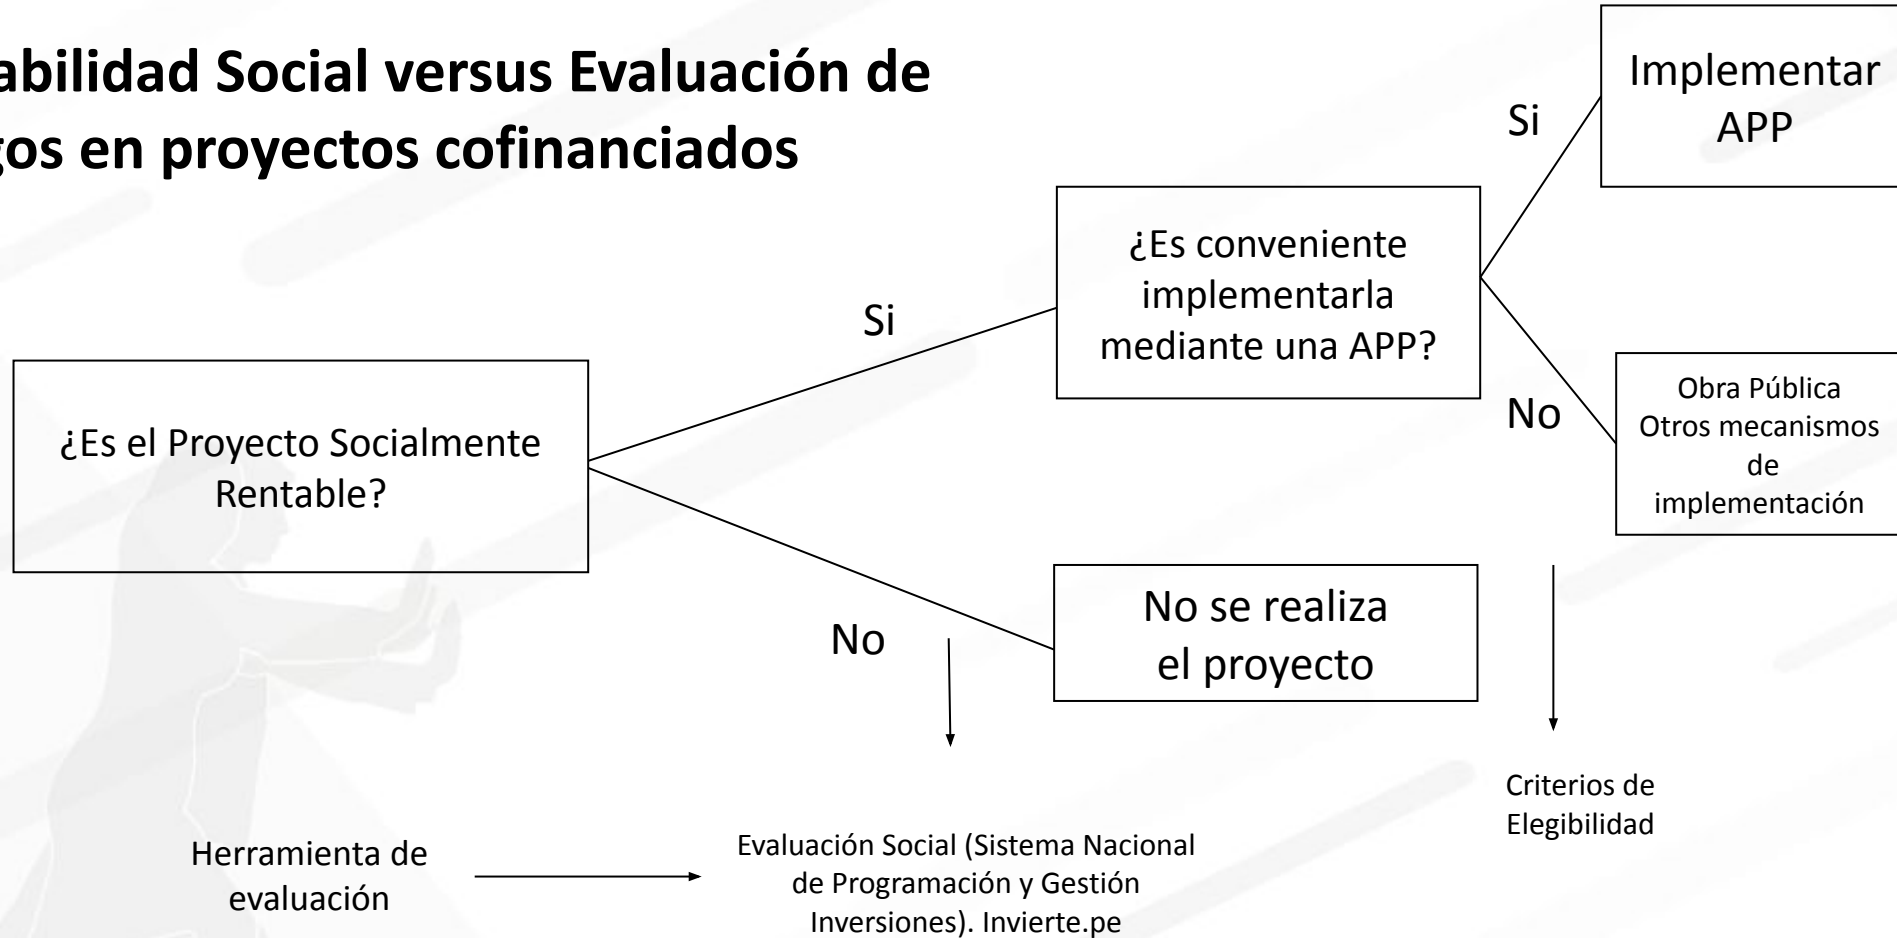 abilidad Social versus Evaluación de
gos en proyectos cofinanciados
Implementar
APP
Si
¿Es conveniente
implementarla
mediante una APP?
Si
Obra Pública
Otros mecanismos
de
implementación
No
¿Es el Proyecto Socialmente
Rentable?
No se realiza
el proyecto
No
Criterios de
Elegibilidad
Herramienta de
evaluación
Evaluación Social (Sistema Nacional
de Programación y Gestión
Inversiones). Invierte.pe